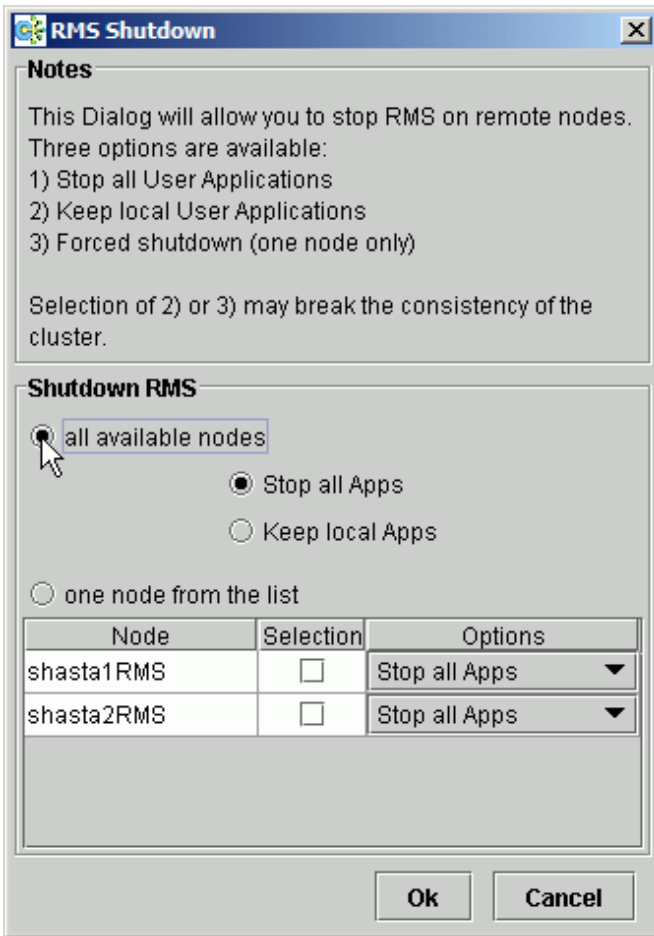 RMS Shutdown
Notes
This Dialog will allow you to stop RMS on remote nodes.
Three options are available:
1) Stop all User Applications
2) Keep local User Applications
3) Forced shutdown (one node only)
Selection of 2) or 3) may break the consistency of the
cluster.
Shutdown RMS
all available nodes
Stop all Apps
Keep local Apps
one node from the list
Node Selection Options
shasta1RMS Stop all Apps
shasta2RMS Stop all Apps
Ok Cancel